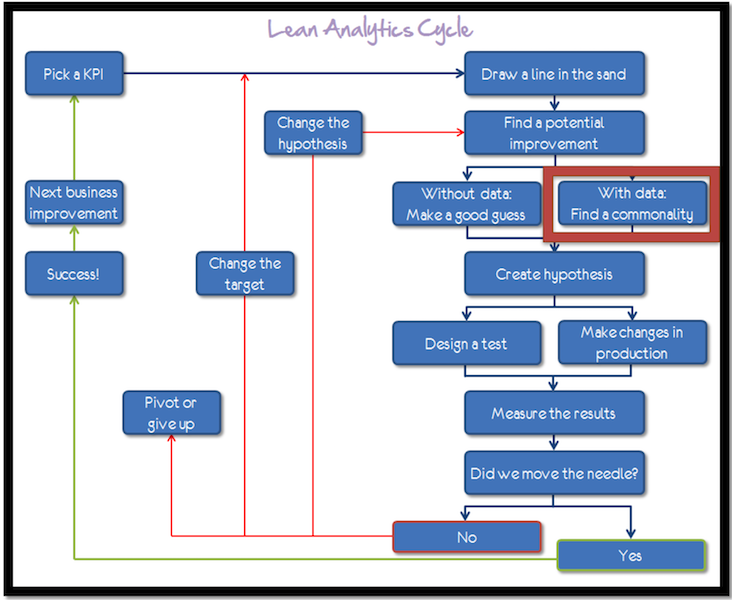 Lean Analytics Cycle
Pick a KPI
Draw a line in the sand
Change the
hypothesis
Find a potential
improvement
Next business
improvement
Without data:
Make a good guess
With data:
Find a commonality
Success!
Change the
target
Create hypothesis
Design a test
Make changes in
production
Pivot or
give up
Measure the results
Did we move the needle?
No
Yes